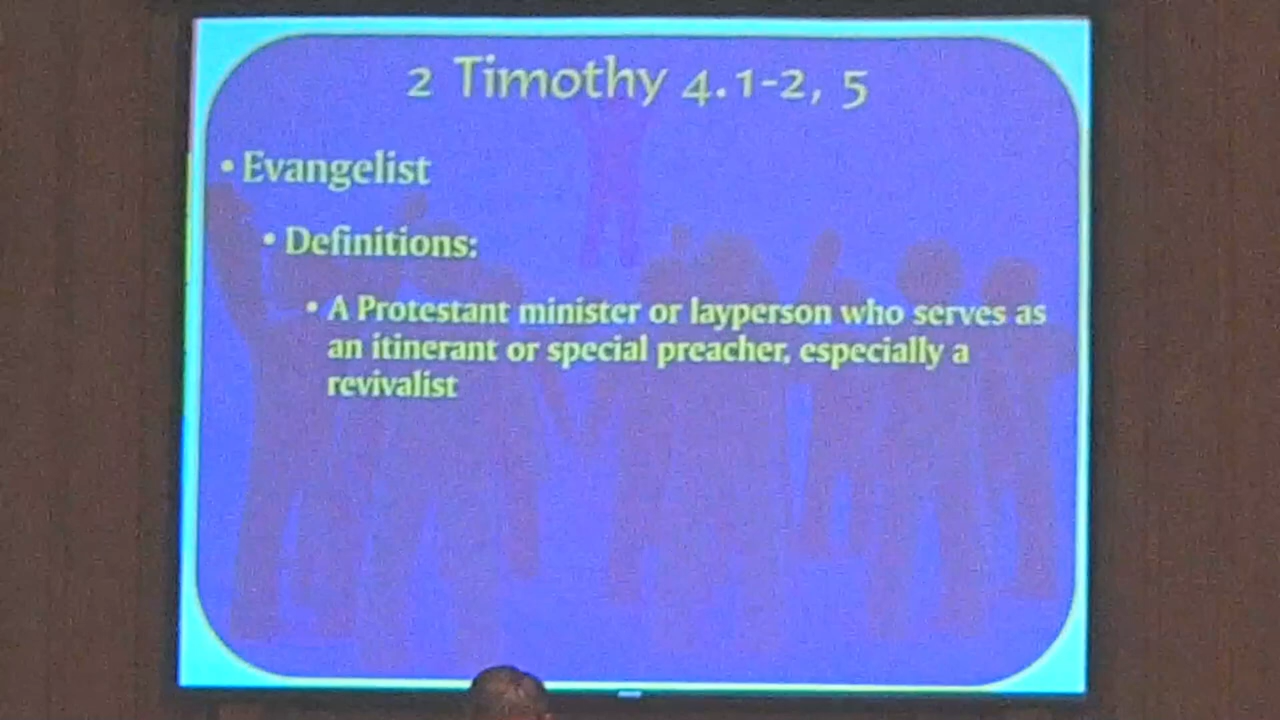 2 Timothy 4.1-2, 5
• Evangelist
• Definitions:
• A Protestant minister or layperson who serves as
an itinerant or special preacher, especially a
revivalist